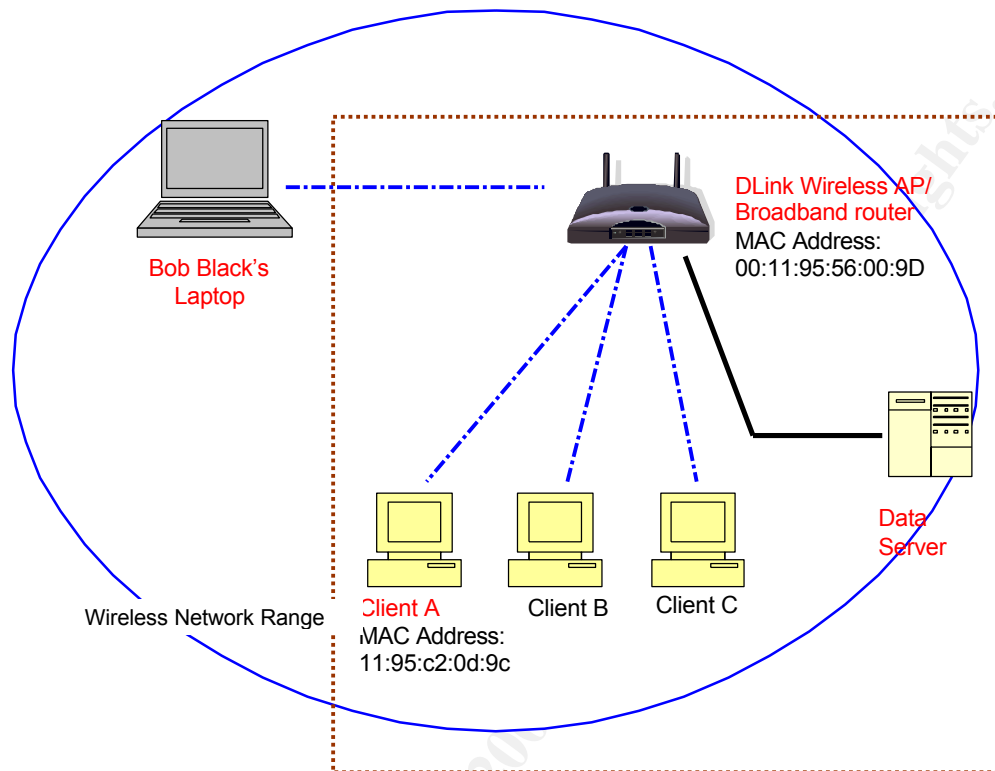 DLink Wireless AP/
Broadband router
MAC Address:
00:11:95:56:00:9D
Bob Black's
Laptop
Data
Server
Client A
MAC Address:
11:95:c2:0d:9c
Client B
Client C
Wireless Network Range